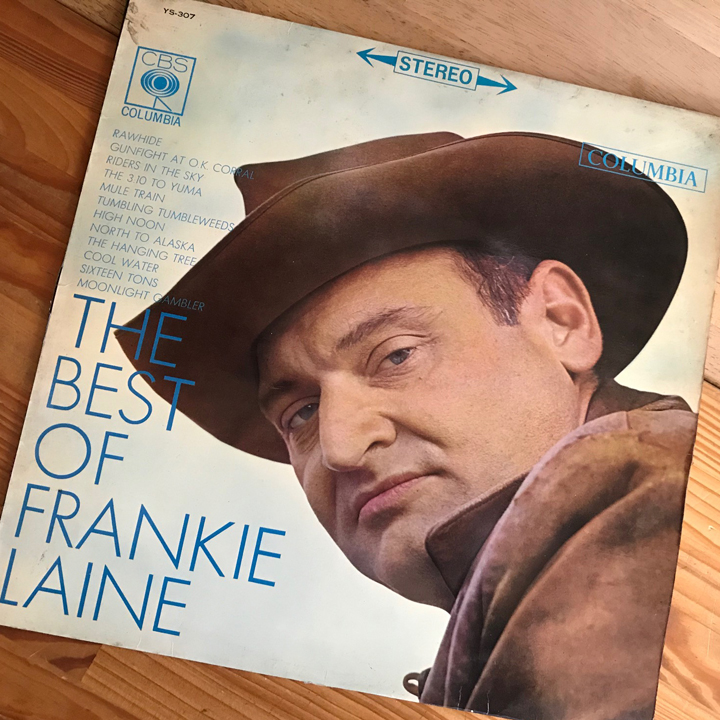 YS-307
CBS
COLUMBIA
STEREO
COLUMBIA
RAWHIDE
GUNFIGHT AT O.K. CORRAL
RIDERS IN THE SKY
THE 3.10 TO YUMA
MULE TRAIN
TUMBLING TUMBLEWEEDS
HIGH NOON
NORTH TO ALASKA
THE HANGING TREE
COOL WATER
SIXTEEN TONS
MOONLIGHT GAMBLER
THE
BEST
OF
FRANKIE
LAINE